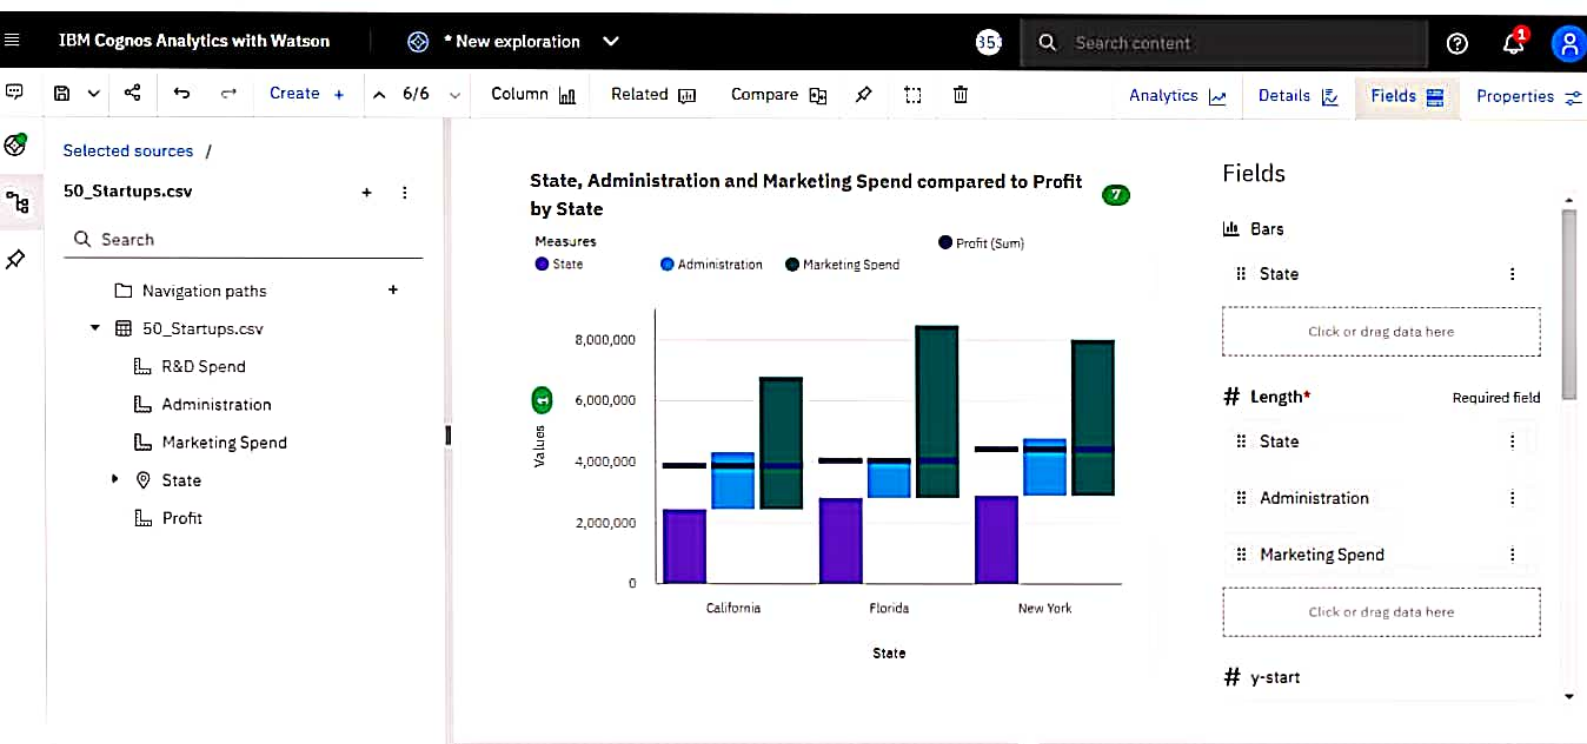 IBM Cognos Analytics with Watson
* New exploration
Search content
1
Create +
6/6
Column
Related
Compare
Analytics
Details
Fields
Properties
Selected sources /
50_Startups.csv
Search
Navigation paths
50_Startups.csv
R&D Spend
Administration
Marketing Spend
State
Profit
State, Administration and Marketing Spend compared to Profit
by State
7
Measures
Profit (Sum)
State
Administration
Marketing Spend
8,000,000
6,000,000
4,000,000
2,000,000
0
Values
California
Florida
New York
State
Fields
Bars
State
Click or drag data here
# Length*
Required field
State
Administration
Marketing Spend
Click or drag data here
# y-start